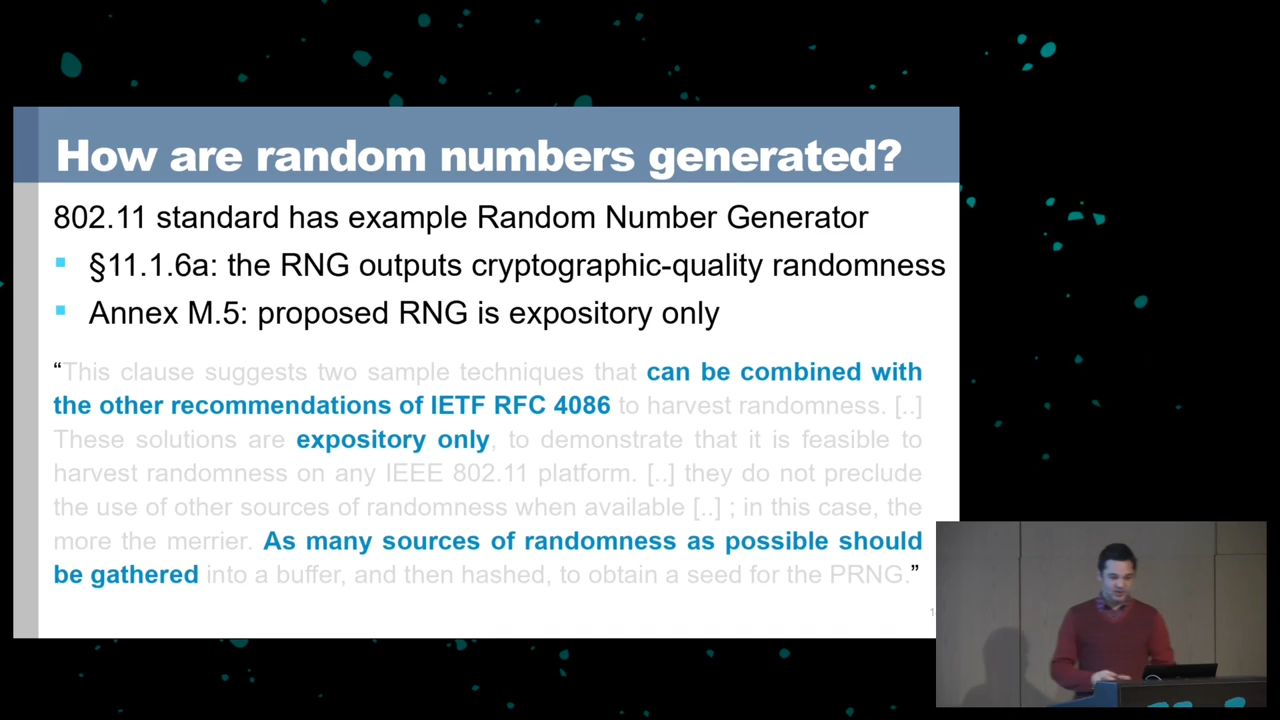 How are random numbers generated?
802.11 standard has example Random Number Generator
▪ §11.1.6a: the RNG outputs cryptographic-quality randomness
▪ Annex M.5: proposed RNG is expository only
“This clause suggests two sample techniques that can be combined with
the other recommendations of IETF RFC 4086 to harvest randomness. [..]
These solutions are expository only, to demonstrate that it is feasible to
harvest randomness on any IEEE 802.11 platform. [..] they do not preclude
the use of other sources of randomness when available [..] ; in this case, the
more the merrier. As many sources of randomness as possible should
be gathered into a buffer, and then hashed, to obtain a seed for the PRNG.”